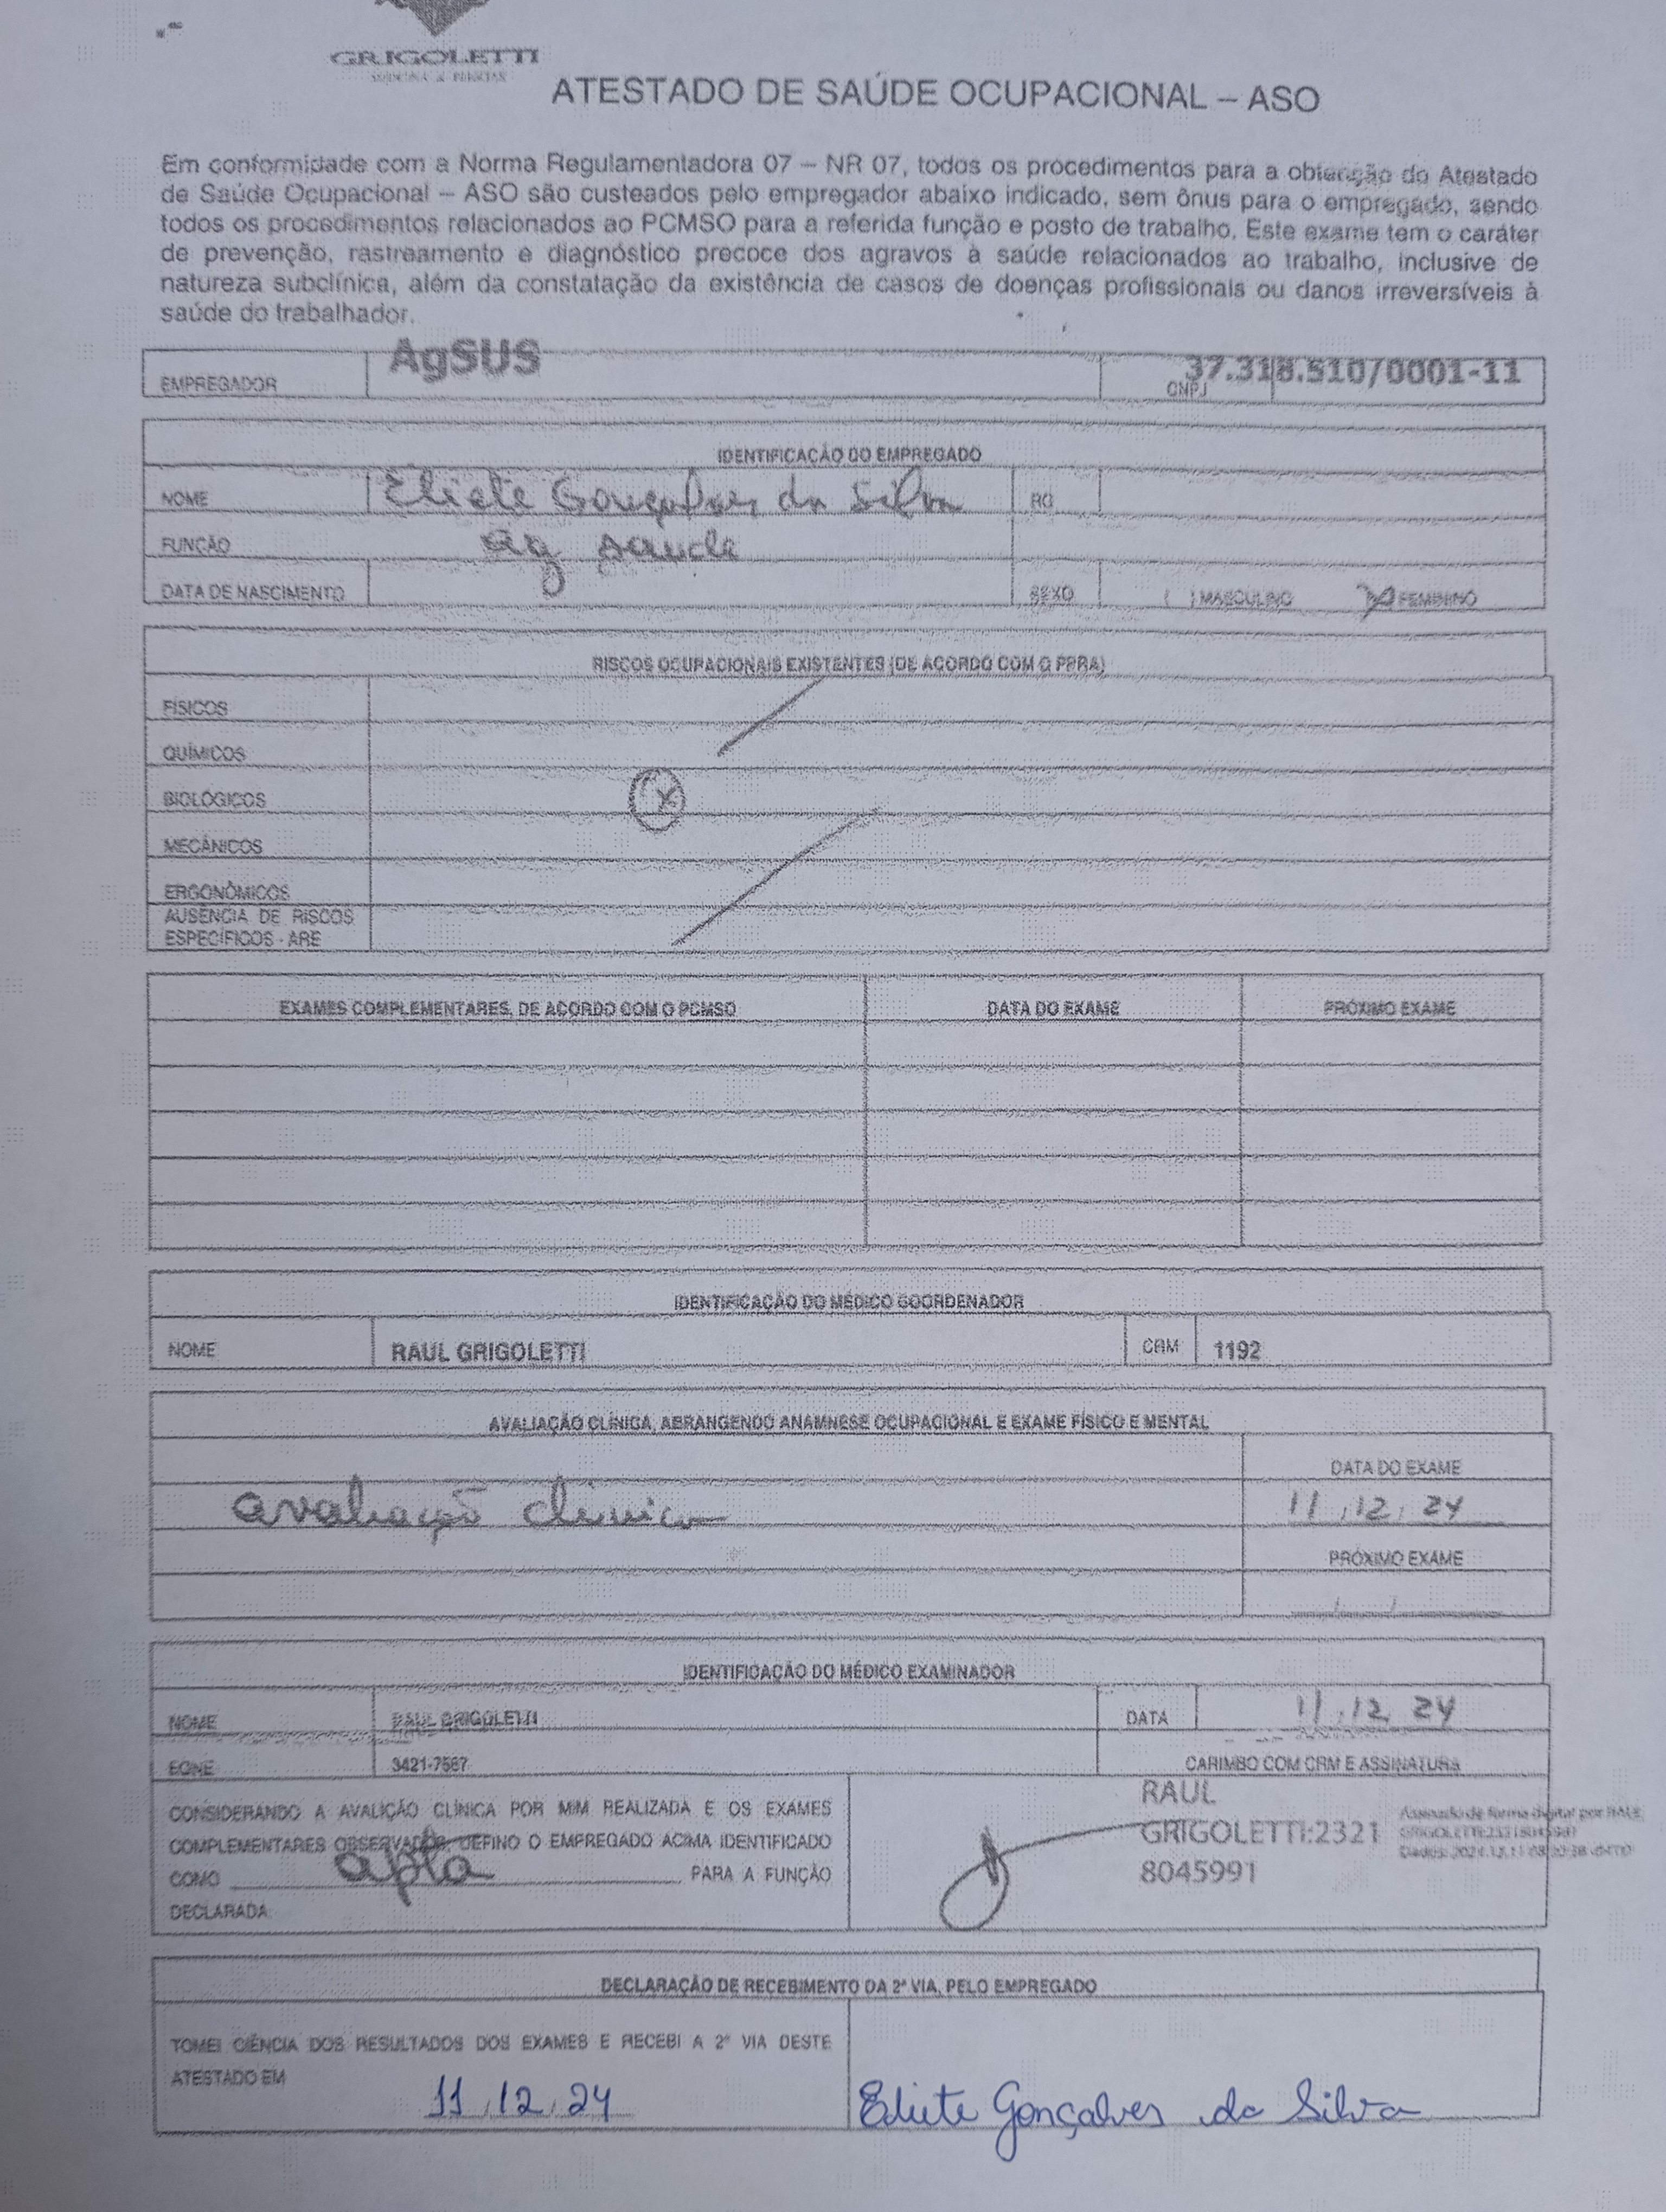 GRIGOLETTI
MEDICINA & PERÍCIAS
ATESTADO DE SAÚDE OCUPACIONAL – ASO
Em conformidade com a Norma Regulamentadora 07 – NR 07, todos os procedimentos para a obtenção do Atestado
de Saúde Ocupacional – ASO são custeados pelo empregador abaixo indicado, sem ônus para o empregado, sendo
todos os procedimentos relacionados ao PCMSO para a referida função e posto de trabalho. Este exame tem o caráter
de prevenção, rastreamento e diagnóstico precoce dos agravos à saúde relacionados ao trabalho, inclusive de
natureza subclínica, além da constatação da existência de casos de doenças profissionais ou danos irreversíveis à
saúde do trabalhador.
EMPREGADOR AgSUS CNPJ 37.318.510/0001-11
IDENTIFICAÇÃO DO EMPREGADO
NOME Eliete Gonçalves da Silva RG
FUNÇÃO ag saude
DATA DE NASCIMENTO SEXO ( ) MASCULINO (X) FEMININO
RISCOS OCUPACIONAIS EXISTENTES (DE ACORDO COM O PPRA)
FÍSICOS
QUÍMICOS
BIOLÓGICOS (x)
MECÂNICOS
ERGONÔMICOS
AUSÊNCIA DE RISCOS
ESPECÍFICOS - ARE
EXAMES COMPLEMENTARES, DE ACORDO COM O PCMSO DATA DO EXAME PRÓXIMO EXAME
IDENTIFICAÇÃO DO MÉDICO COORDENADOR
NOME RAUL GRIGOLETTI CRM 1192
AVALIAÇÃO CLÍNICA, ABRANGENDO ANAMNESE OCUPACIONAL E EXAME FÍSICO E MENTAL
DATA DO EXAME
avaliação clinica 11/12/24
PRÓXIMO EXAME
/ /
IDENTIFICAÇÃO DO MÉDICO EXAMINADOR
NOME RAUL GRIGOLETTI DATA 11/12/24
FONE 3421-7567 CARIMBO COM CRM E ASSINATURA
CONSIDERANDO A AVALIÇÃO CLÍNICA POR MIM REALIZADA E OS EXAMES
COMPLEMENTARES OBSERVADOS, DEFINO O EMPREGADO ACIMA IDENTIFICADO
COMO apta PARA A FUNÇÃO
DECLARADA
RAUL
GRIGOLETTI:2321
8045991
Assinado de forma digital por RAUL
GRIGOLETTI:23218045991
Dados: 2024.12.11
DECLARAÇÃO DE RECEBIMENTO DA 2ª VIA, PELO EMPREGADO
TOMEI CIÊNCIA DOS RESULTADOS DOS EXAMES E RECEBI A 2ª VIA DESTE
ATESTADO EM 11/12/24
Eliete Gonçalves da Silva